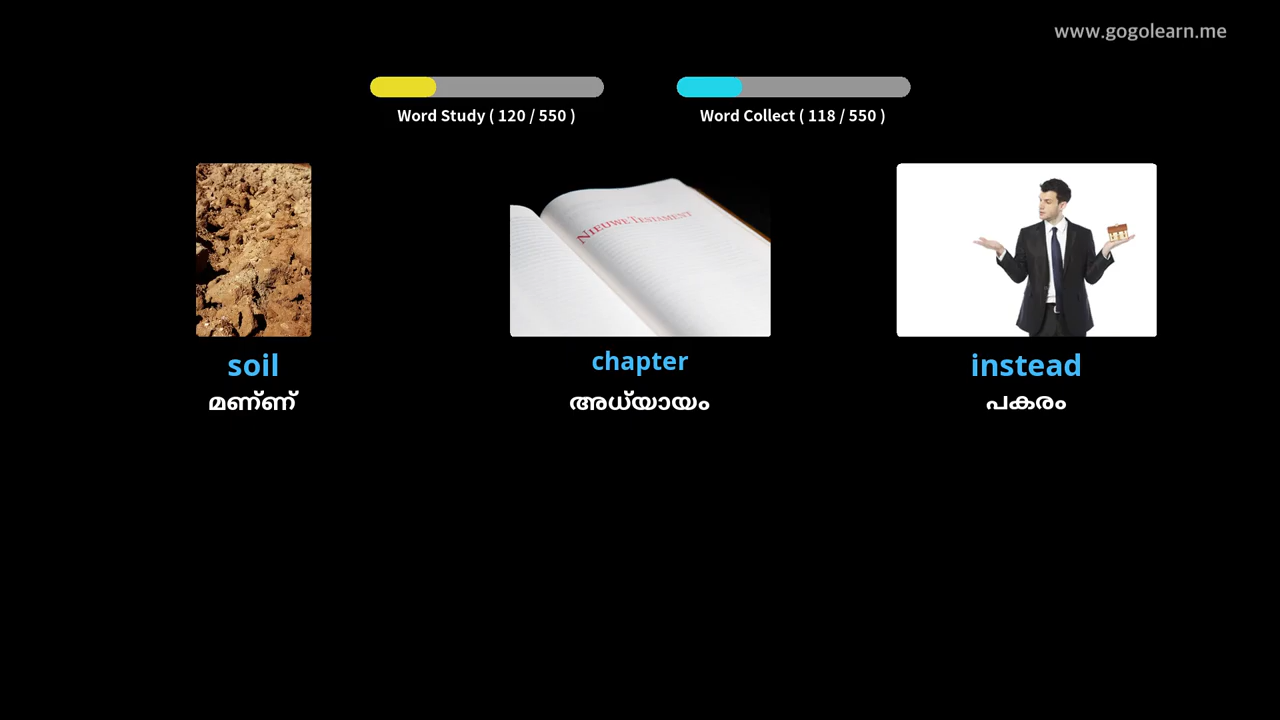 www.gogolearn.me
Word Study ( 120 / 550 )
Word Collect ( 118 / 550 )
NIEUWE TESTAMENT
soil
chapter
instead
മണ്ണ്
അധ്യായം
പകരം